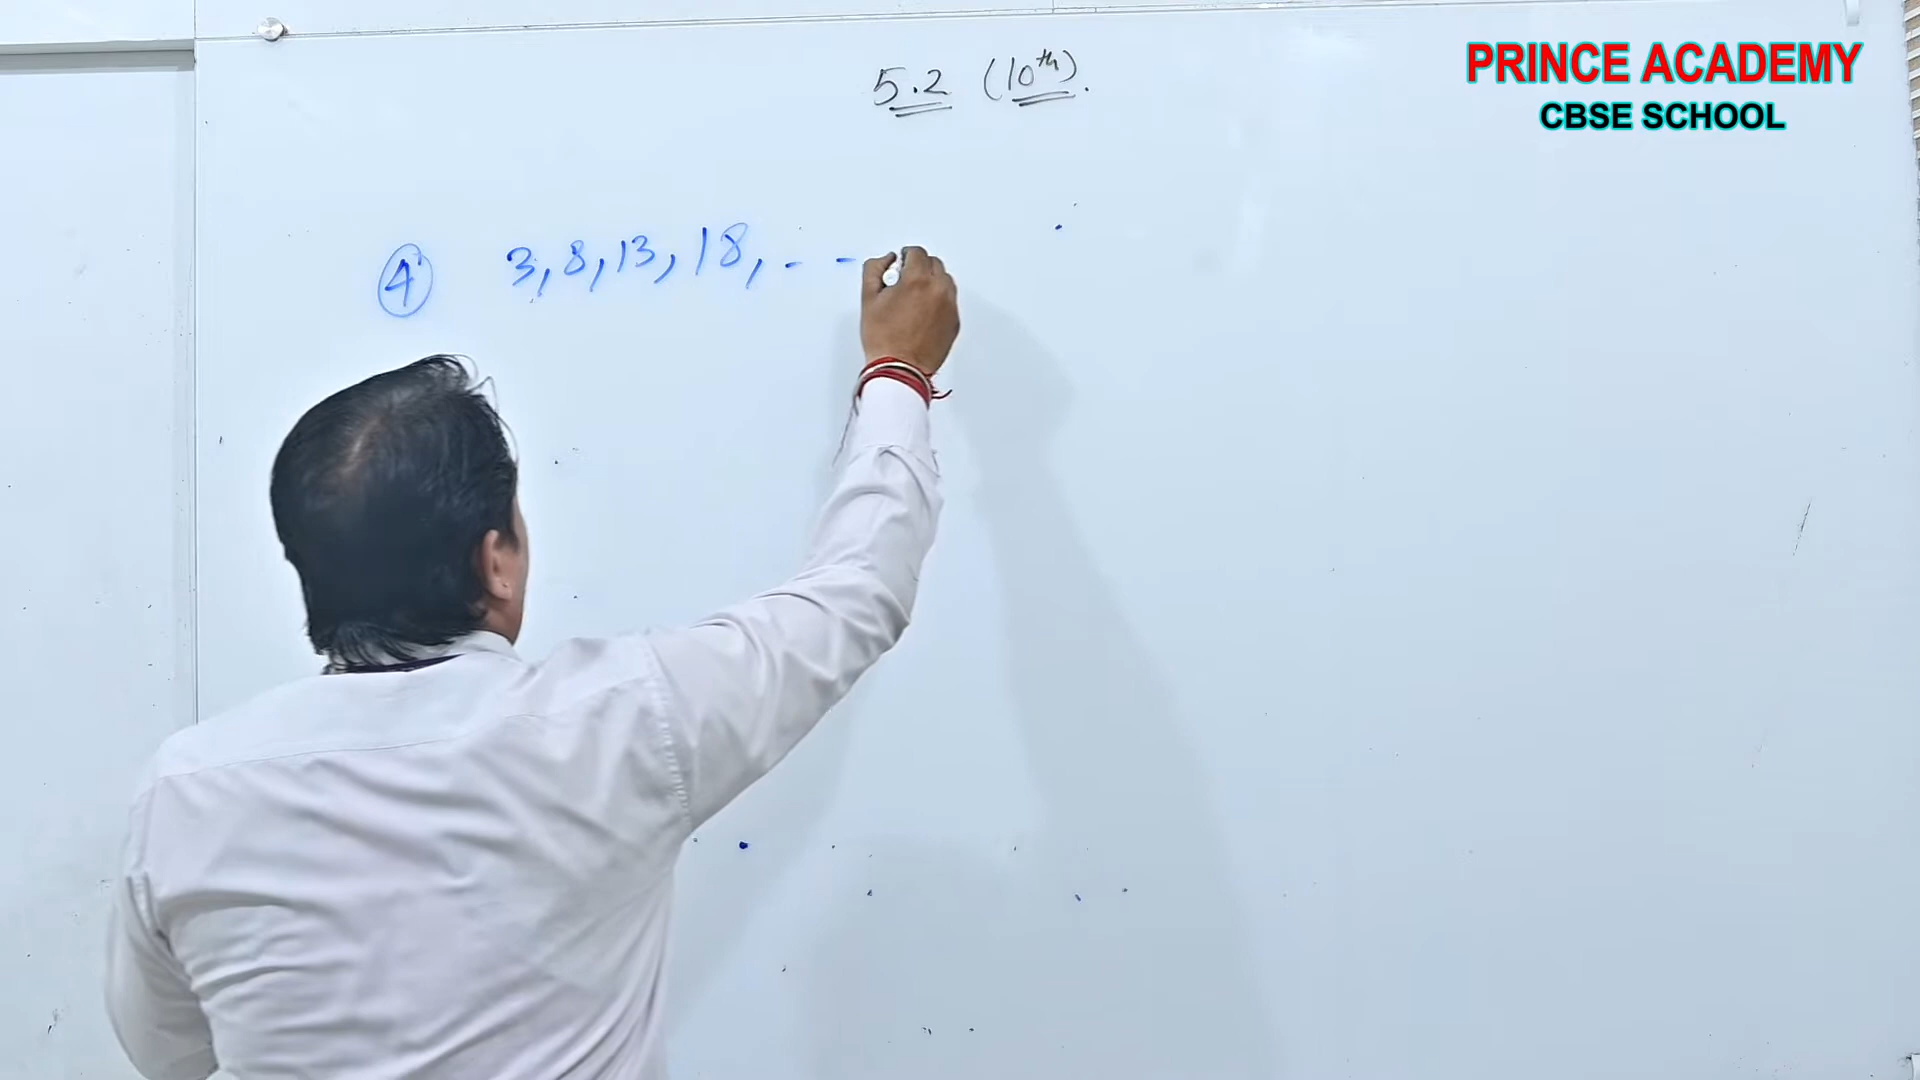 5.2 (10th).
PRINCE ACADEMY
CBSE SCHOOL
④ 3, 8, 13, 18, - -